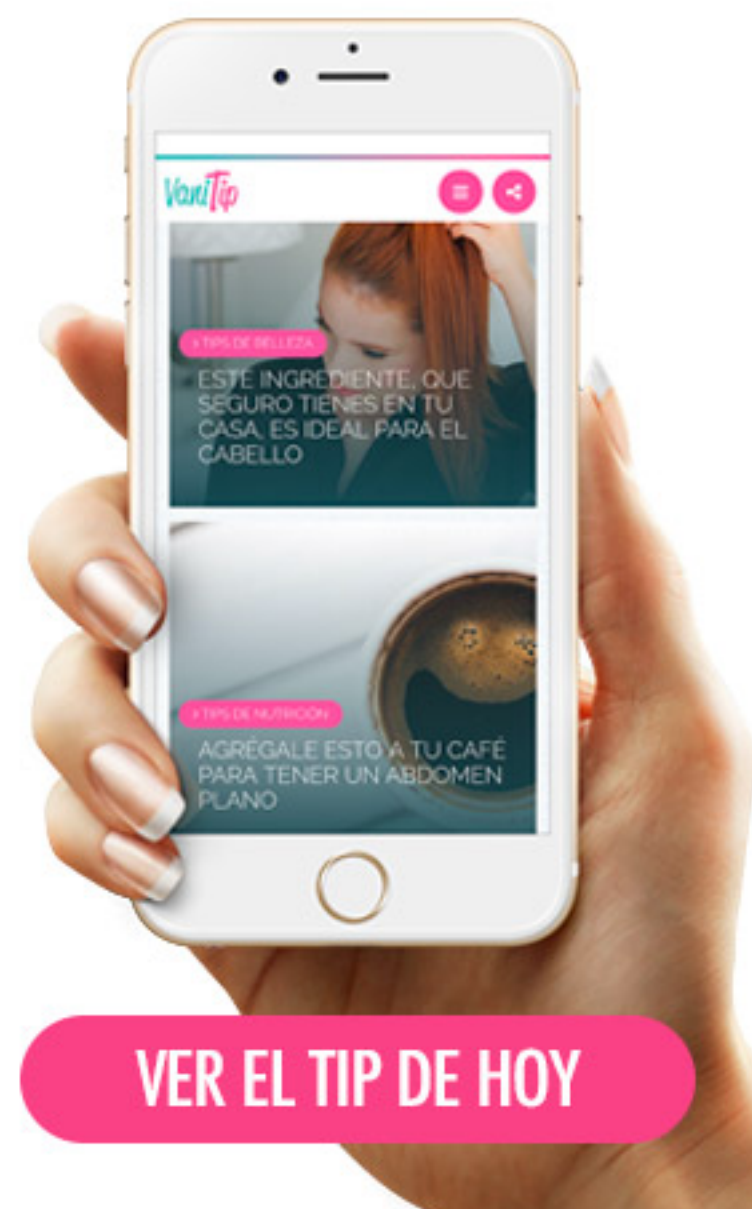 VaniTip
> TIPS DE BELLEZA
ESTE INGREDIENTE, QUE
SEGURO TIENES EN TU
CASA, ES IDEAL PARA EL
CABELLO
> TIPS DE NUTRICIÓN
AGRÉGALE ESTO A TU CAFÉ
PARA TENER UN ABDOMEN
PLANO
VER EL TIP DE HOY